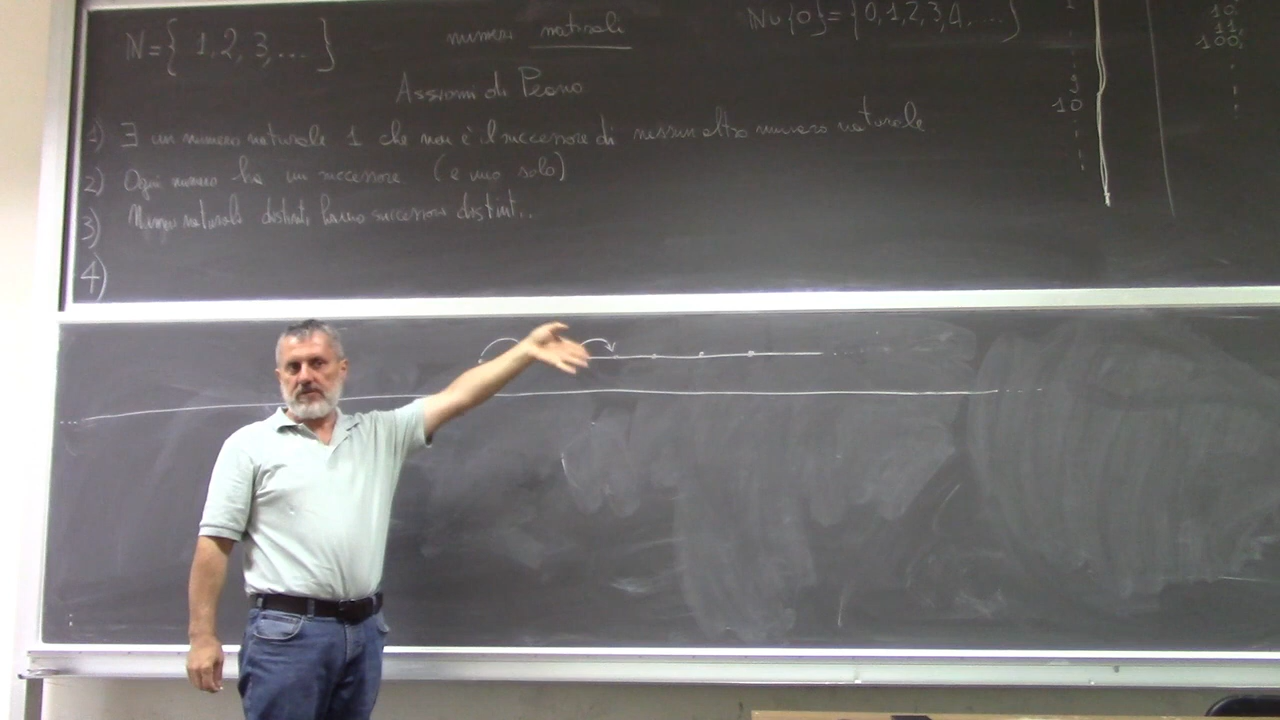 N = { 1, 2, 3, ... }
numeri naturali
N∪{0} = {0, 1, 2, 3, 4, ...}
Assiomi di Peano
1) ∃ un numero naturale 1 che non è il successore di nessun altro numero naturale
2) Ogni numero ha un successore (e uno solo)
3) Numeri naturali distinti hanno successori distinti.
4)
1
9
10
10
11
100